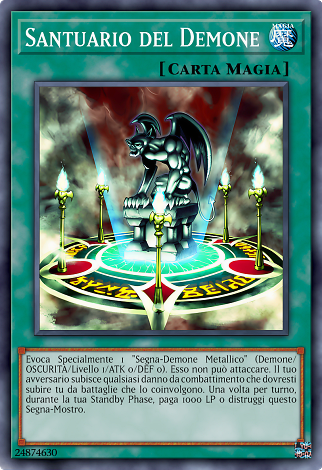 SANTUARIO DEL DEMONE
MAGIA
[CARTA MAGIA]
Evoca Specialmente 1 "Segna-Demone Metallico" (Demone/
OSCURITÀ/Livello 1/ATK 0/DEF 0). Esso non può attaccare. Il tuo
avversario subisce qualsiasi danno da combattimento che dovresti
subire tu da battaglie che lo coinvolgono. Una volta per turno,
durante la tua Standby Phase, paga 1000 LP o distruggi questo
Segna-Mostro.
24874630